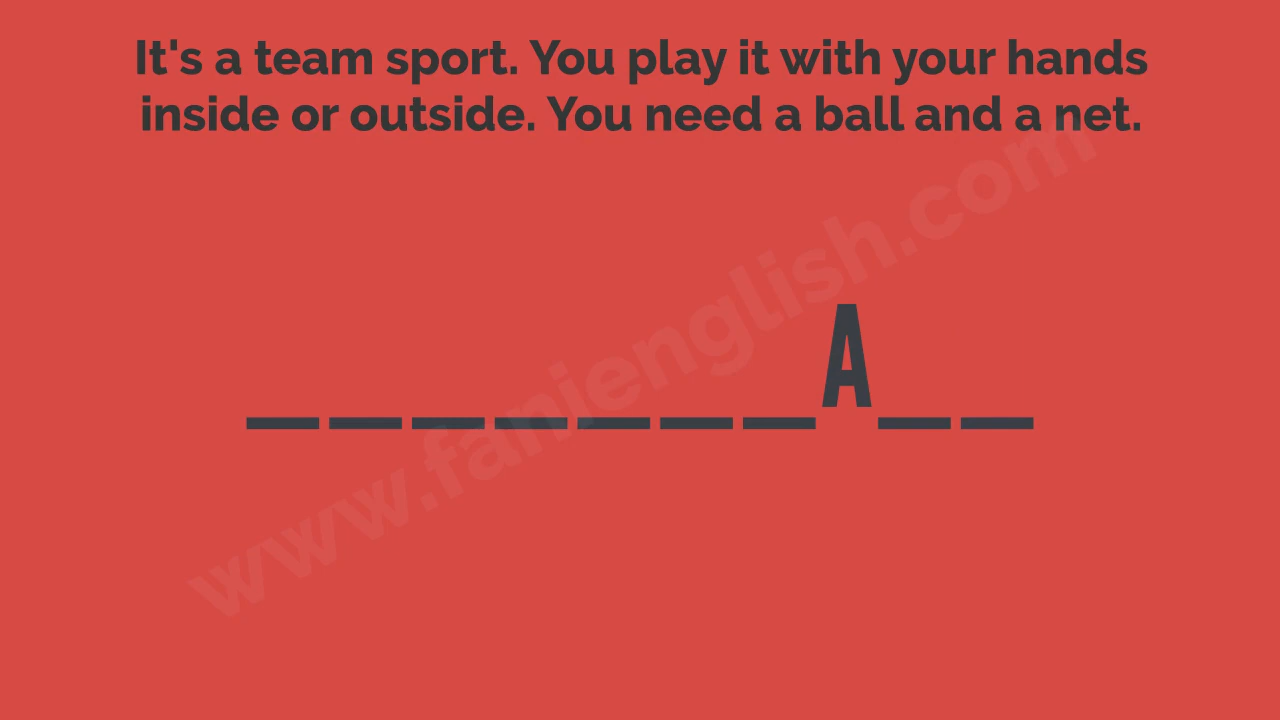 It's a team sport. You play it with your hands
inside or outside. You need a ball and a net.
_ _ _ _ _ _ _ A _ _
www.fanienglish.com